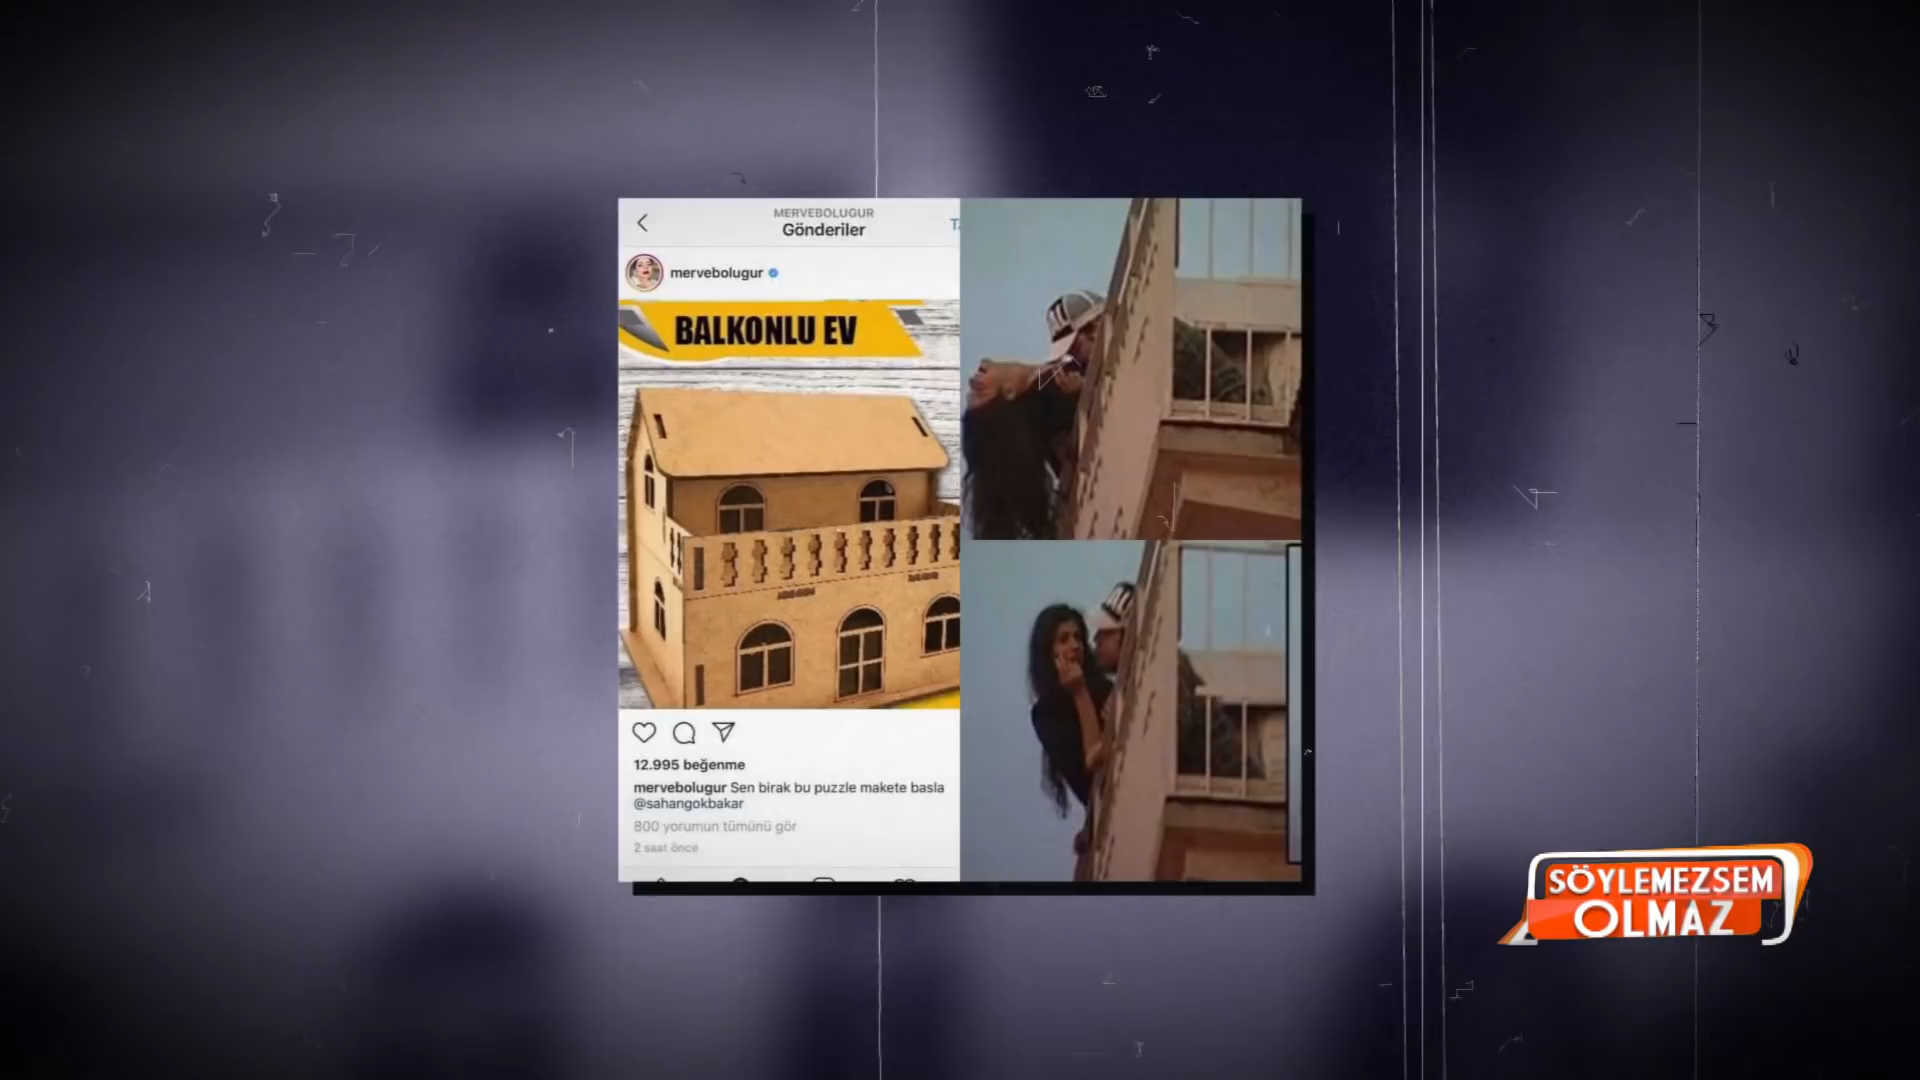 MERVEBOLUGUR
Gönderiler
mervebolugur
BALKONLU EV
12.995 beğenme
mervebolugur Sen birak bu puzzle makete basla
@sahangokbakar
800 yorumun tümünü gör
2 saat önce
SÖYLEMEZSEM
OLMAZ